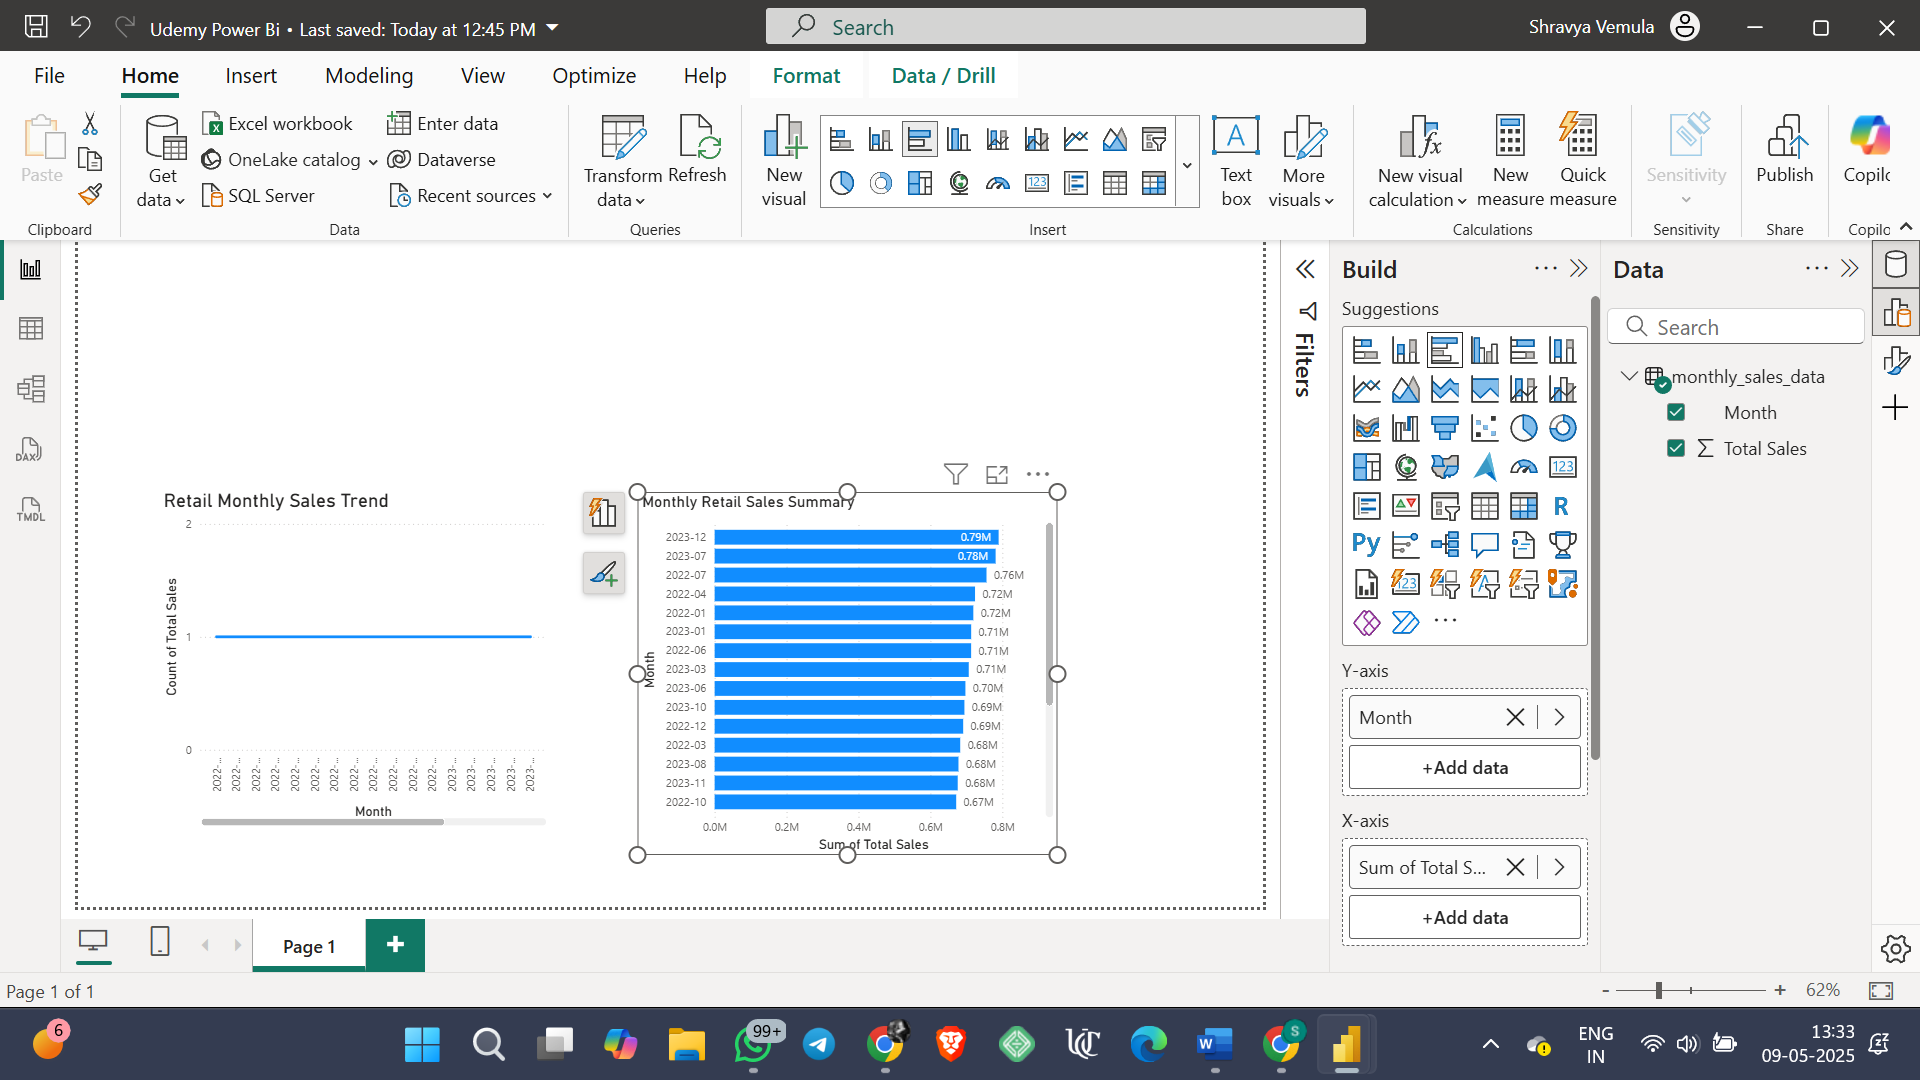 Udemy Power Bi • Last saved: Today at 12:45 PM
Search
Shravya Vemula
File
Home
Insert
Modeling
View
Optimize
Help
Format
Data / Drill
Paste
Clipboard
Get data
Excel workbook
OneLake catalog
SQL Server
Enter data
Dataverse
Recent sources
Data
Transform data
Refresh
Queries
New visual
Text box
More visuals
Insert
New visual calculation
New measure
Quick measure
Calculations
Sensitivity
Sensitivity
Publish
Share
Copilc
Copilc
DAX
TMDL
Retail Monthly Sales Trend
2
1
0
Count of Total Sales
2022-...
2022-...
2022-...
2022-...
2022-...
2022-...
2022-...
2022-...
2022-...
2022-...
2022-...
2022-...
2023-...
2023-...
2023-...
2023-...
2023-...
Month
Monthly Retail Sales Summary
Month
2023-12 0.79M
2023-07 0.78M
2022-07 0.76M
2022-04 0.72M
2022-01 0.72M
2023-01 0.71M
2022-06 0.71M
2023-03 0.71M
2023-06 0.70M
2023-10 0.69M
2022-12 0.69M
2022-03 0.68M
2023-08 0.68M
2023-11 0.68M
2022-10 0.67M
0.0M 0.2M 0.4M 0.6M 0.8M
Sum of Total Sales
Filters
Build
Suggestions
123
R
Py
123
Y-axis
Month
+Add data
X-axis
Sum of Total S...
+Add data
Data
Search
monthly_sales_data
Month
Total Sales
Page 1
Page 1 of 1
- + 62%
6
99+
S
ENG
IN
13:33
09-05-2025